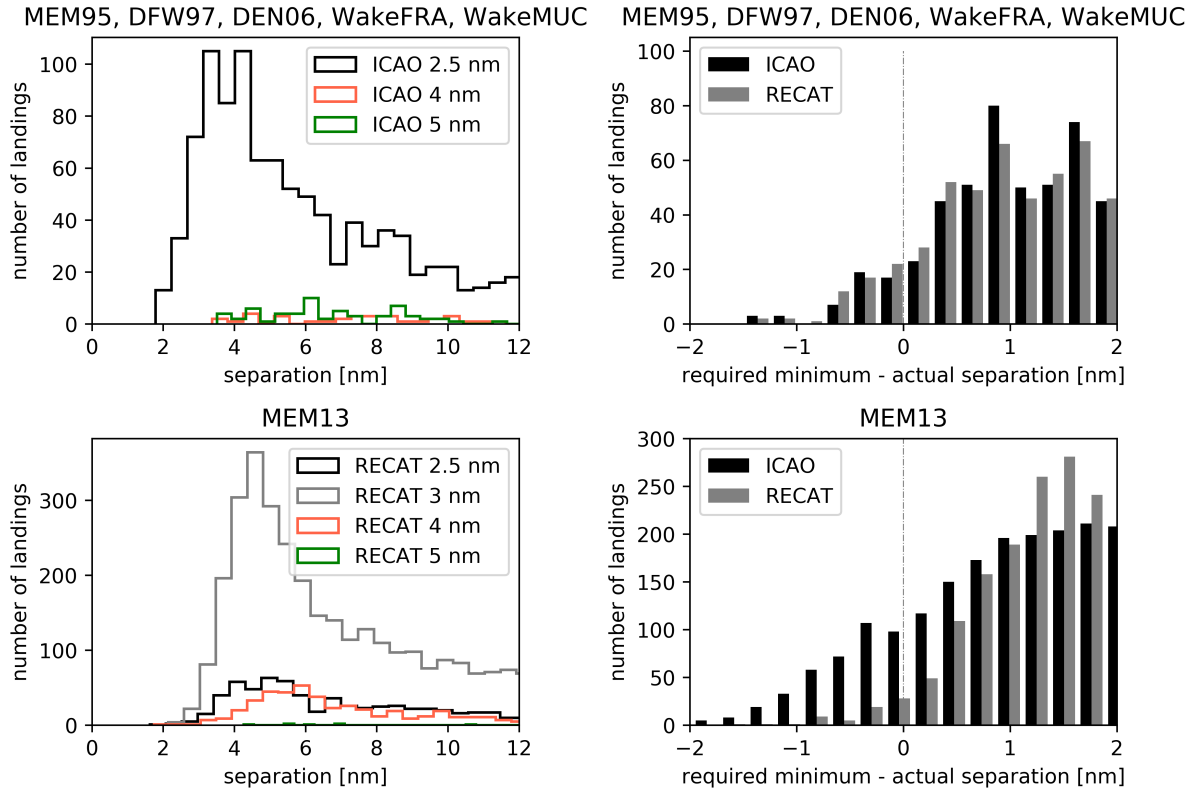 MEM95, DFW97, DEN06, WakeFRA, WakeMUC
number of landings
100
80
60
40
20
0
ICAO 2.5 nm
ICAO 4 nm
ICAO 5 nm
0 2 4 6 8 10 12
separation [nm]
MEM95, DFW97, DEN06, WakeFRA, WakeMUC
number of landings
100
80
60
40
20
0
ICAO
RECAT
−2 −1 0 1 2
required minimum - actual separation [nm]
MEM13
number of landings
300
200
100
0
RECAT 2.5 nm
RECAT 3 nm
RECAT 4 nm
RECAT 5 nm
0 2 4 6 8 10 12
separation [nm]
MEM13
number of landings
300
250
200
150
100
50
0
ICAO
RECAT
−2 −1 0 1 2
required minimum - actual separation [nm]